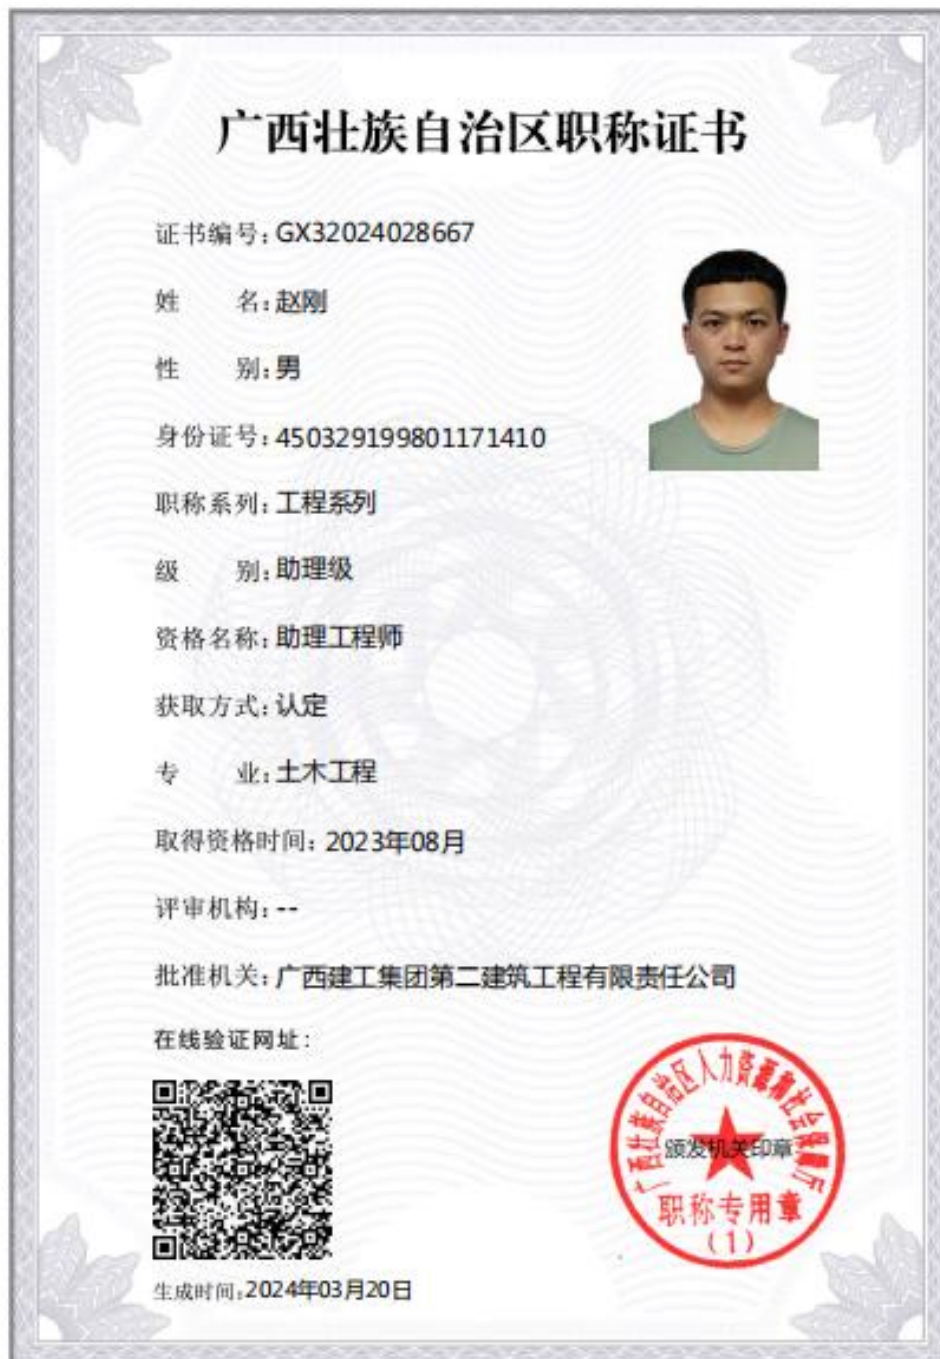 广西壮族自治区职称证书
证书编号：GX32024028667
姓 名：赵刚
性 别：男
身份证号：450329199801171410
职称系列：工程系列
级 别：助理级
资格名称：助理工程师
获取方式：认定
专 业：土木工程
取得资格时间：2023年08月
评审机构：--
批准机关：广西建工集团第二建筑工程有限责任公司
在线验证网址：
广西壮族自治区人力资源和社会保障厅
颁发机关印章
职称专用章
(1)
生成时间：2024年03月20日